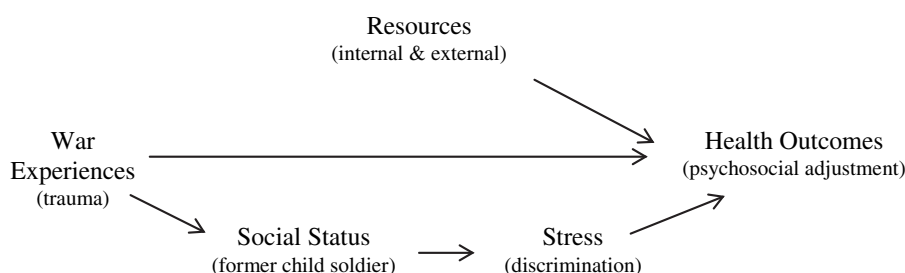 Resources
(internal & external)
War
Experiences
(trauma)
Health Outcomes
(psychosocial adjustment)
Social Status
(former child soldier)
Stress
(discrimination)